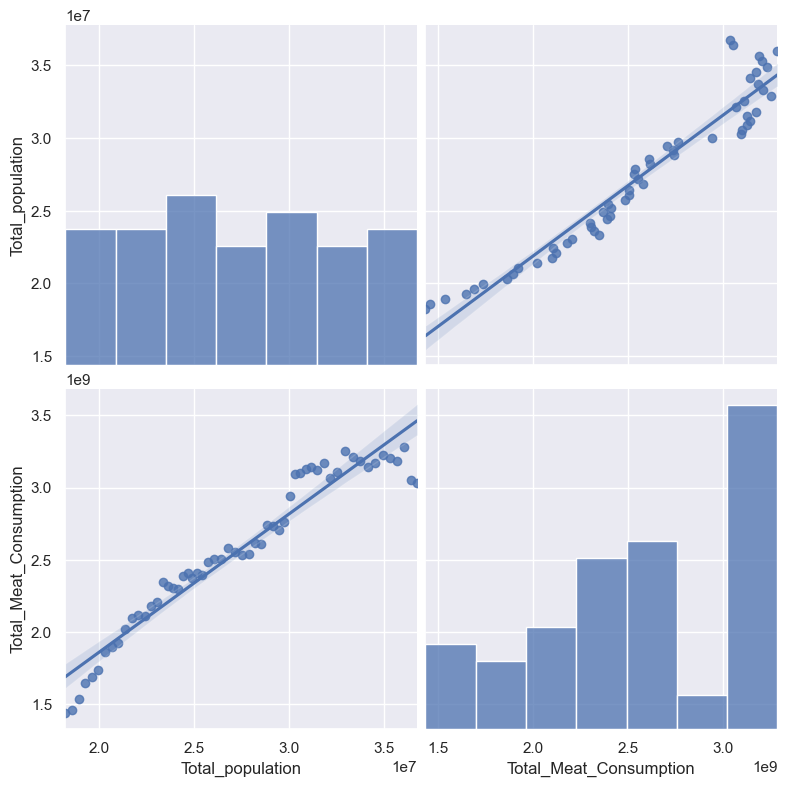 1e7
3.5
3.0
2.5
2.0
1.5
Total_population
1e9
3.5
3.0
2.5
2.0
1.5
Total_Meat_Consumption
2.0 2.5 3.0 3.5
1.5 2.0 2.5 3.0
Total_population 1e7
Total_Meat_Consumption 1e9